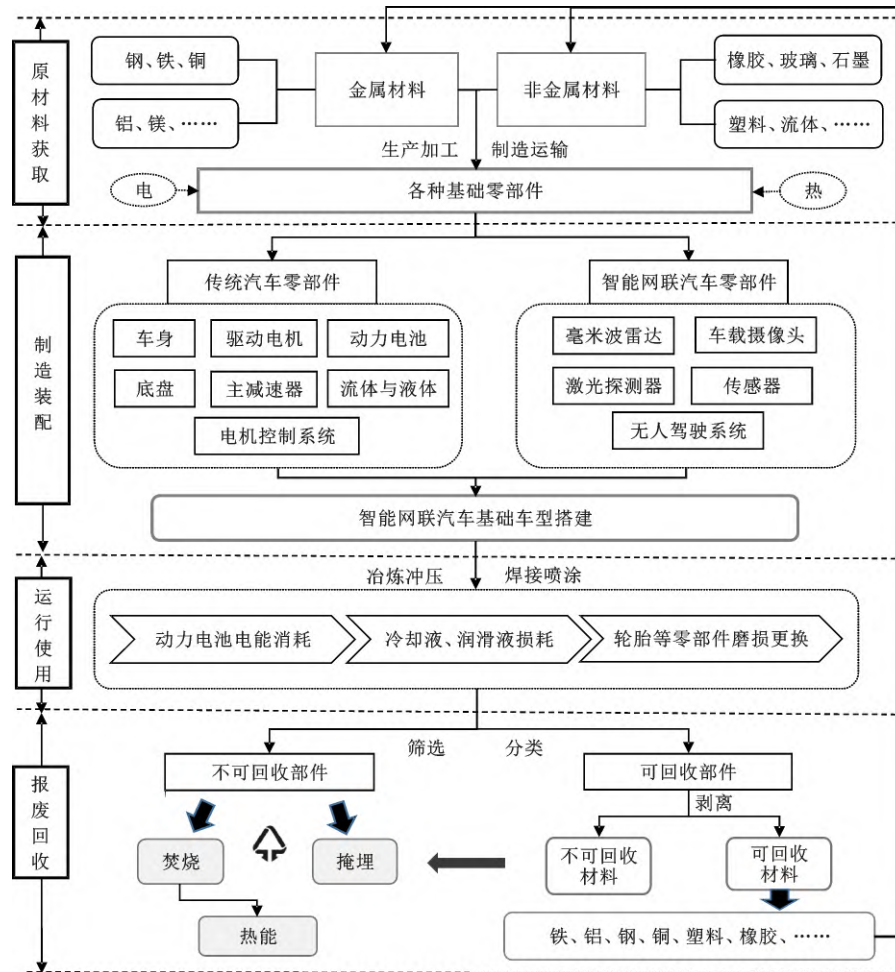 原材料获取
钢、铁、铜
铝、镁、……
金属材料
非金属材料
橡胶、玻璃、石墨
塑料、流体、……
生产加工 制造运输
电
各种基础零部件
热
制造装配
传统汽车零部件
智能网联汽车零部件
车身
驱动电机
动力电池
底盘
主减速器
流体与液体
电机控制系统
毫米波雷达
车载摄像头
激光探测器
传感器
无人驾驶系统
智能网联汽车基础车型搭建
运行使用
冶炼冲压 焊接喷涂
动力电池电能消耗
冷却液、润滑液损耗
轮胎等零部件磨损更换
报废回收
筛选 分类
不可回收部件
可回收部件
剥离
焚烧
掩埋
不可回收
材料
可回收
材料
热能
铁、铝、钢、铜、塑料、橡胶、……